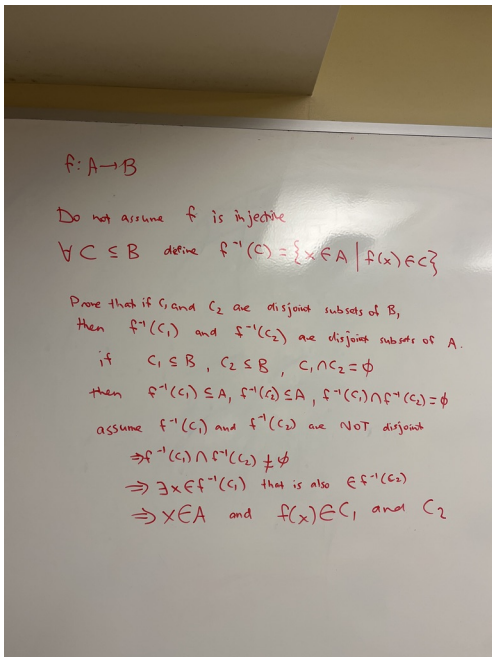 f: A→B
Do not assume f is injective
∀ C ⊆ B define f⁻¹(C) = {x ∈ A | f(x) ∈ C}
Prove that if C₁ and C₂ are disjoint subsets of B,
then f⁻¹(C₁) and f⁻¹(C₂) are disjoint subsets of A.
if C₁ ⊆ B, C₂ ⊆ B, C₁ ∩ C₂ = ϕ
then f⁻¹(C₁) ⊆ A, f⁻¹(C₂) ⊆ A, f⁻¹(C₁) ∩ f⁻¹(C₂) = ϕ
assume f⁻¹(C₁) and f⁻¹(C₂) are NOT disjoint
⇒ f⁻¹(C₁) ∩ f⁻¹(C₂) ≠ ϕ
⇒ ∃ x ∈ f⁻¹(C₁) that is also ∈ f⁻¹(C₂)
⇒ x ∈ A and f(x) ∈ C₁ and C₂